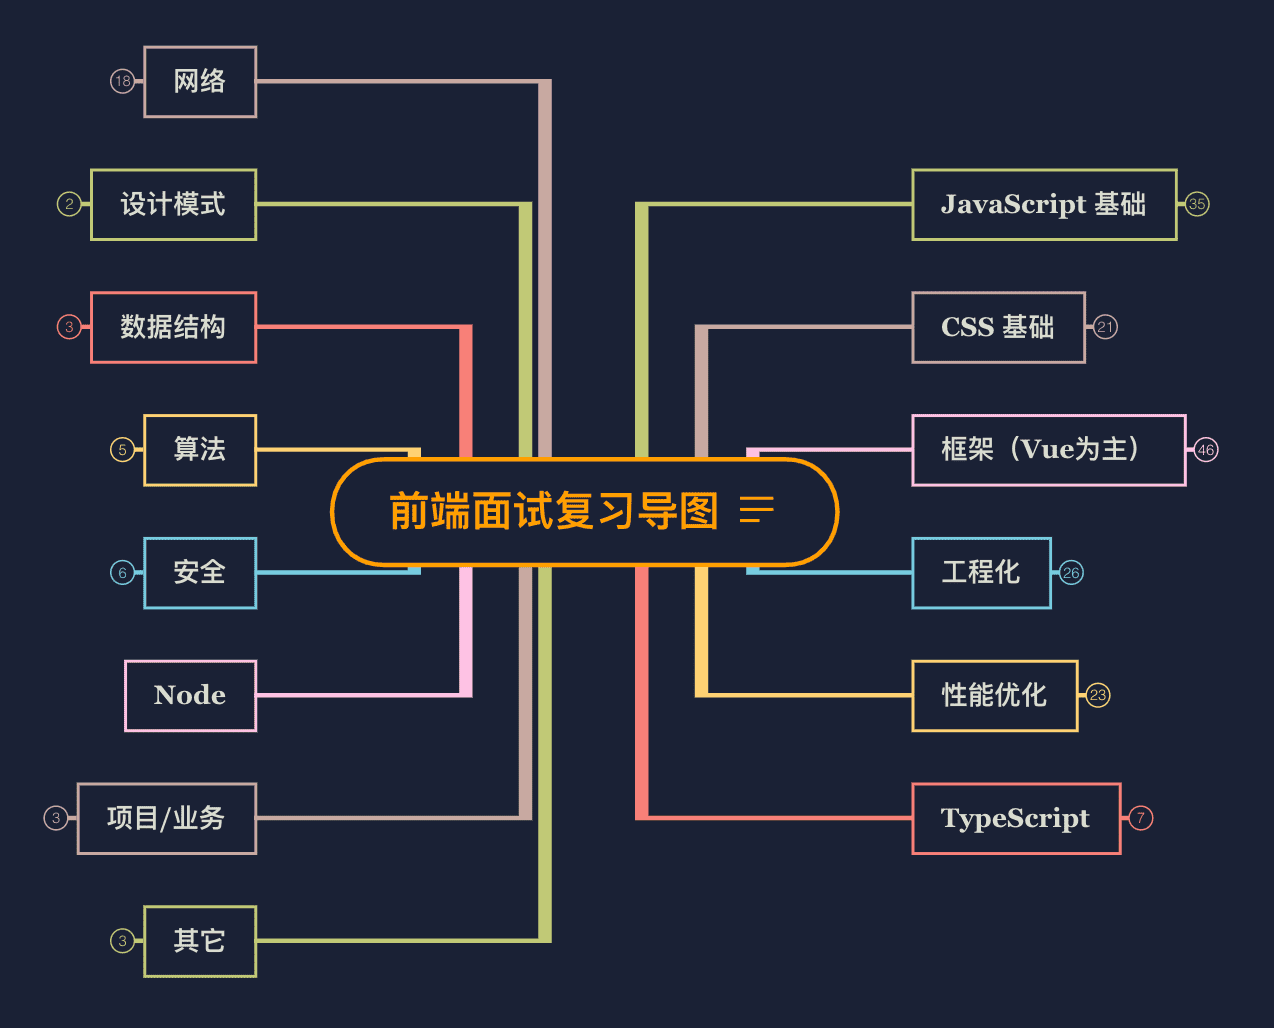 18
网络
2
设计模式
JavaScript 基础
35
3
数据结构
CSS 基础
21
5
算法
框架（Vue为主）
46
前端面试复习导图
6
安全
工程化
26
Node
性能优化
23
3
项目/业务
TypeScript
7
3
其它